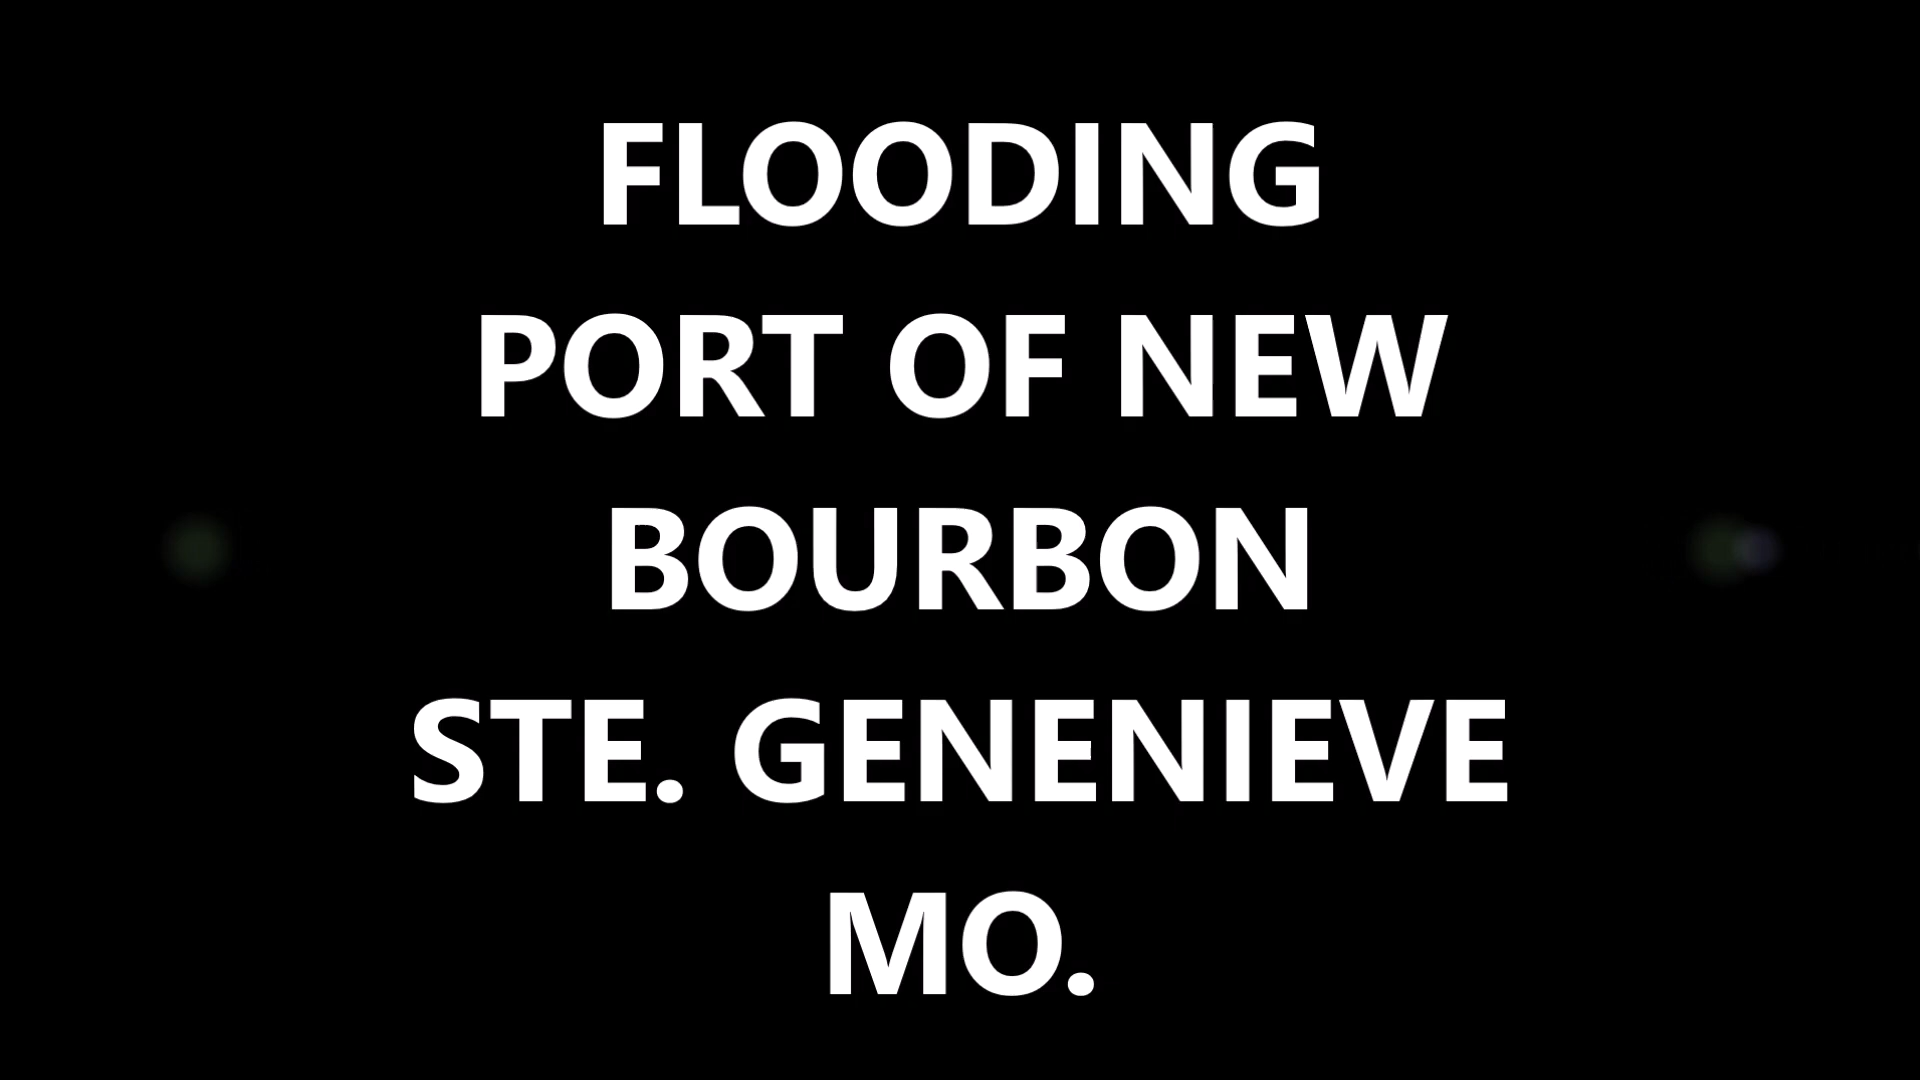 FLOODING
PORT OF NEW
BOURBON
STE. GENENIEVE
MO.